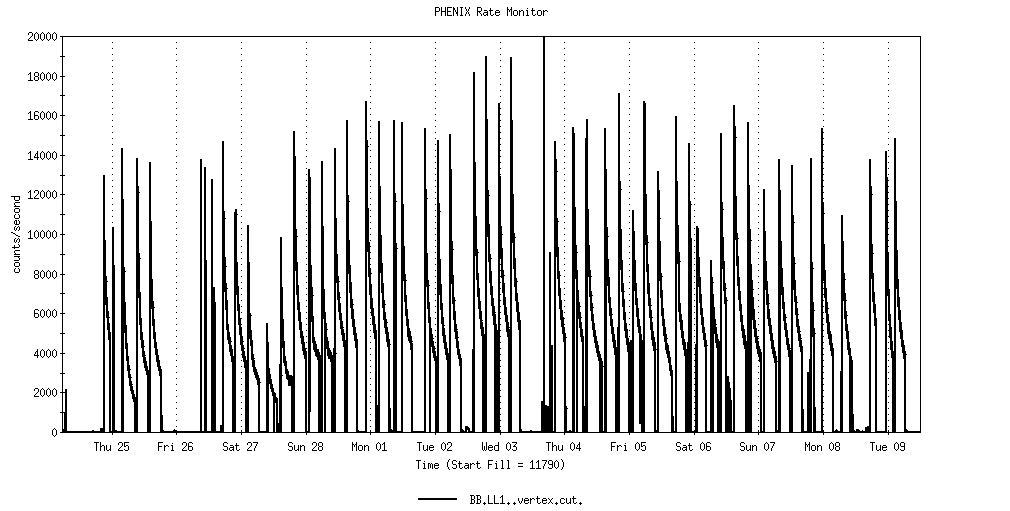 PHENIX Rate Monitor
20000
18000
16000
14000
12000
10000
8000
6000
4000
2000
0
counts/second
Thu 25 Fri 26 Sat 27 Sun 28 Mon 01 Tue 02 Wed 03 Thu 04 Fri 05 Sat 06 Sun 07 Mon 08 Tue 09
Time (Start Fill = 11790)
BB.LL1..vertex.cut.